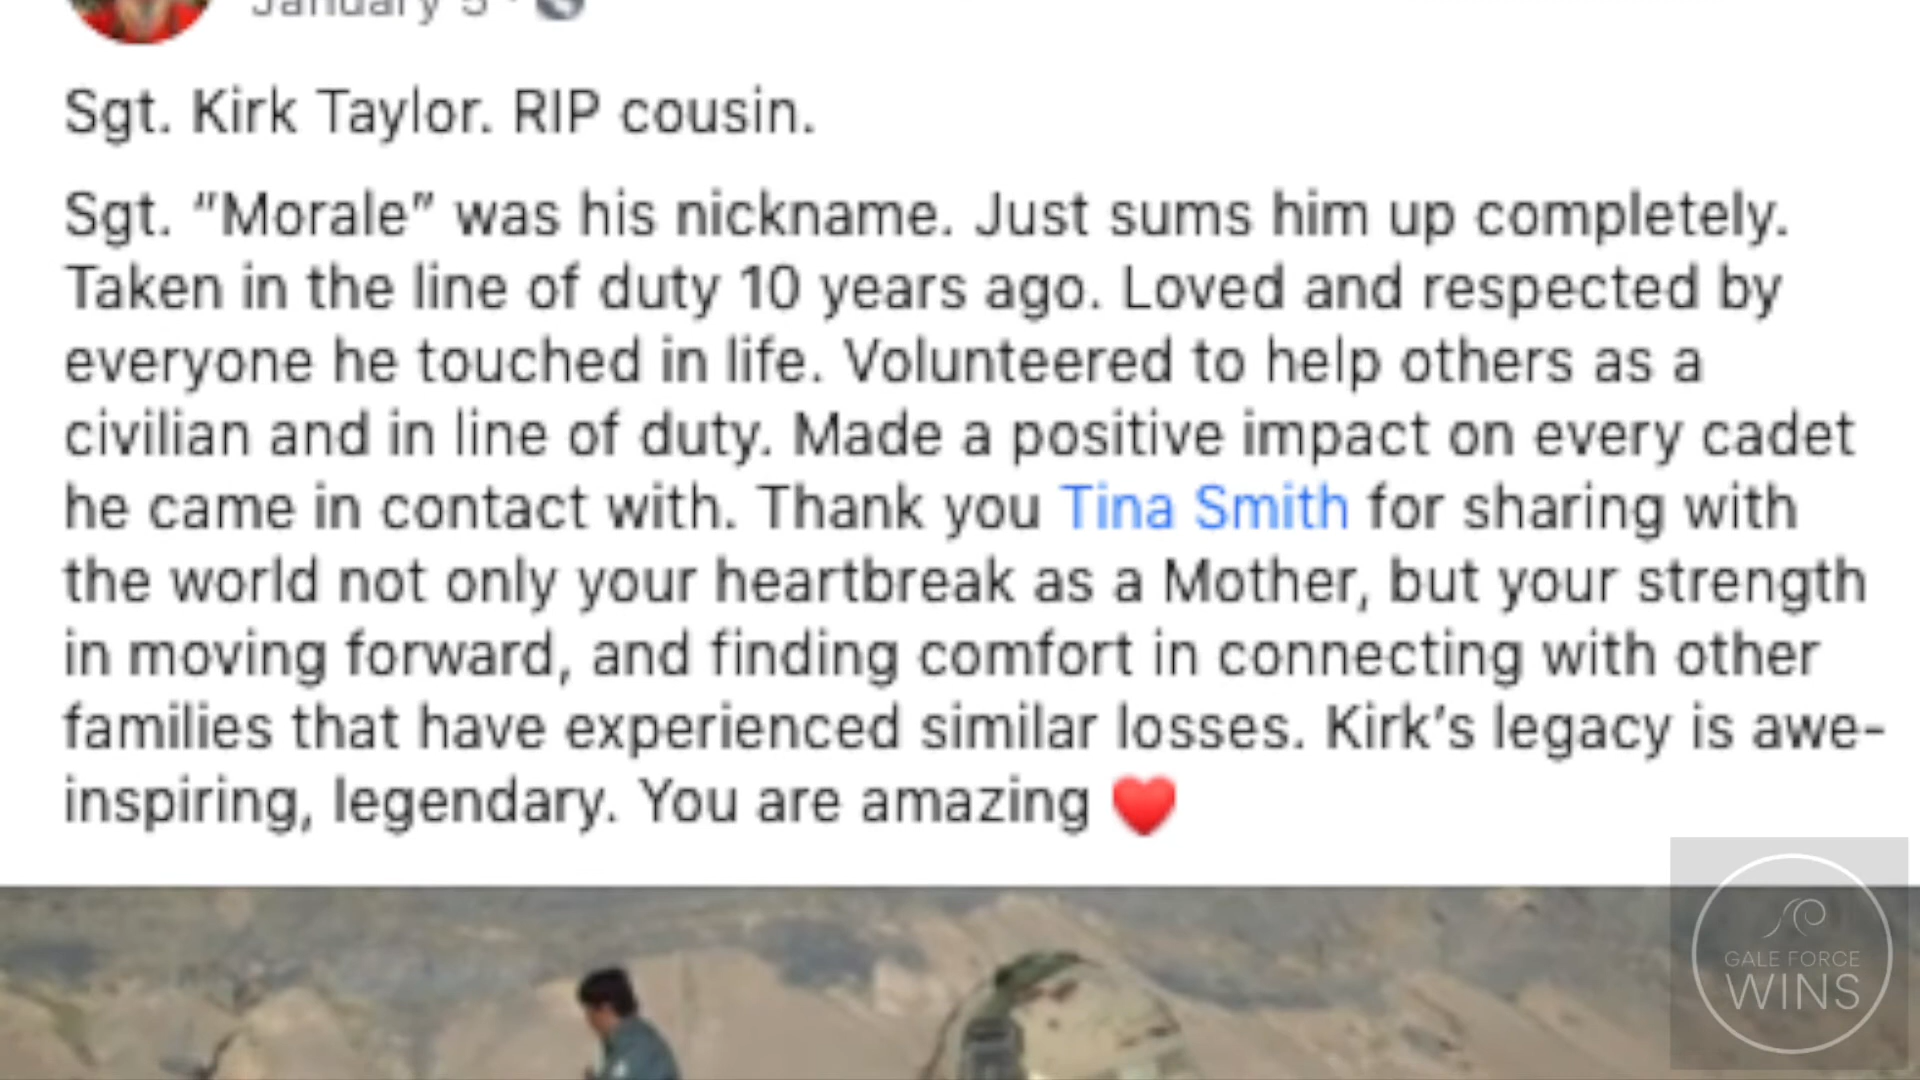 January 5
Sgt. Kirk Taylor. RIP cousin.
Sgt. “Morale” was his nickname. Just sums him up completely.
Taken in the line of duty 10 years ago. Loved and respected by
everyone he touched in life. Volunteered to help others as a
civilian and in line of duty. Made a positive impact on every cadet
he came in contact with. Thank you Tina Smith for sharing with
the world not only your heartbreak as a Mother, but your strength
in moving forward, and finding comfort in connecting with other
families that have experienced similar losses. Kirk’s legacy is awe-
inspiring, legendary. You are amazing ❤️
GALE FORCE
WINS